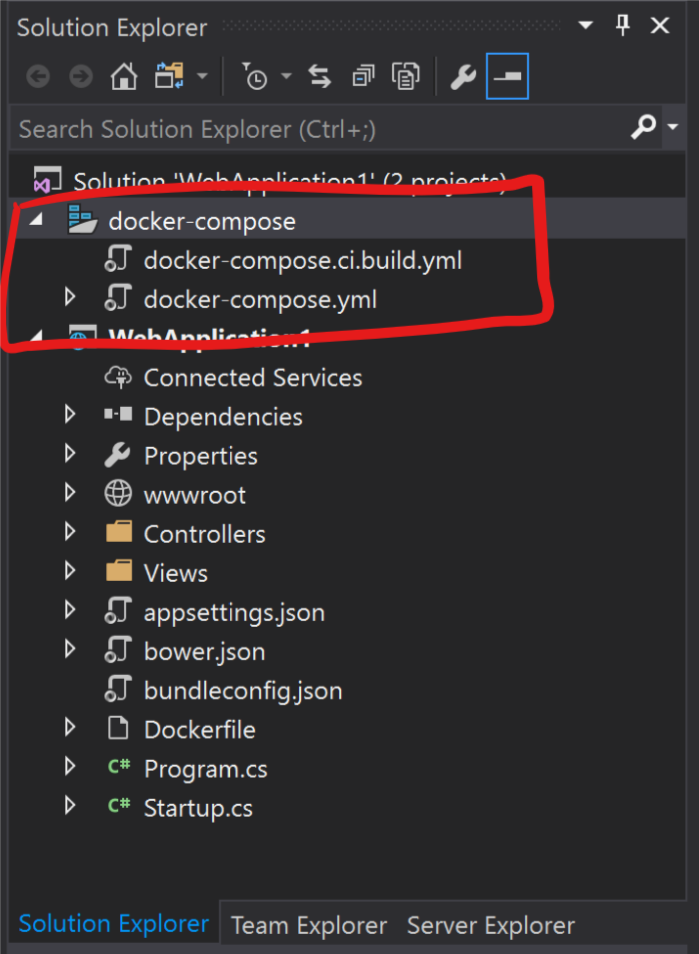 Solution Explorer
Search Solution Explorer (Ctrl+;)
Solution 'WebApplication1' (2 projects)
docker-compose
docker-compose.ci.build.yml
docker-compose.yml
WebApplication1
Connected Services
Dependencies
Properties
wwwroot
Controllers
Views
appsettings.json
bower.json
bundleconfig.json
Dockerfile
C# Program.cs
C# Startup.cs
Solution Explorer Team Explorer Server Explorer